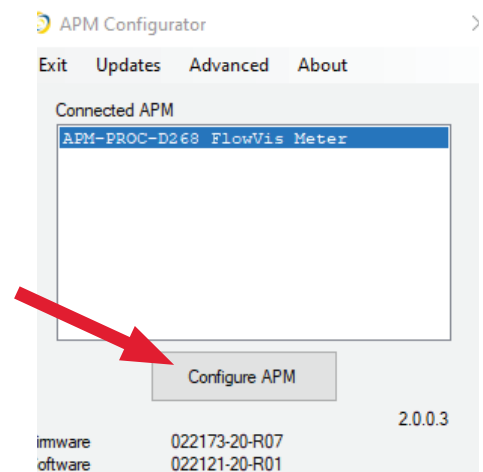 APM Configurator
Exit Updates Advanced About
Connected APM
APM-PROC-D268 FlowVis Meter
Configure APM
2.0.0.3
irmware 022173-20-R07
oftware 022121-20-R01